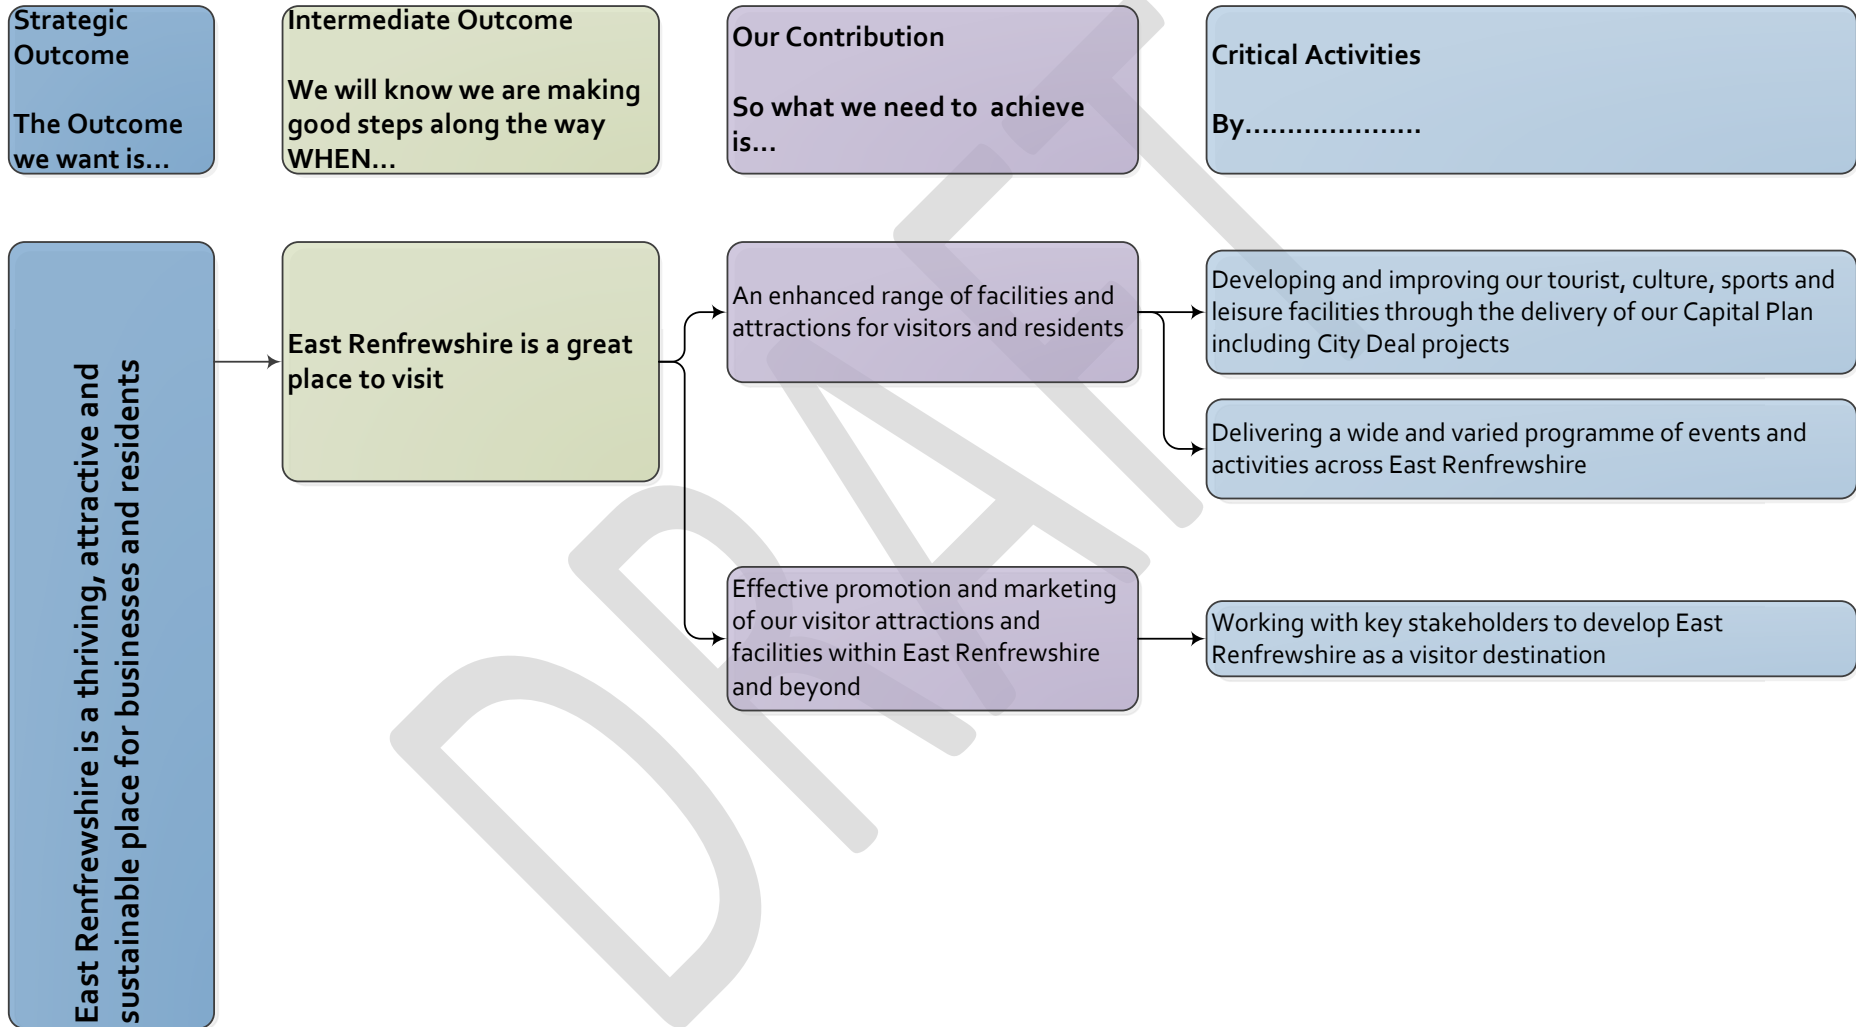 Strategic
Outcome
The Outcome
we want is...
Intermediate Outcome
We will know we are making
good steps along the way
WHEN...
Our Contribution
So what we need to  achieve
is...
Critical Activities
By.....................
East Renfrewshire is a thriving, attractive and
sustainable place for businesses and residents
East Renfrewshire is a great
place to visit
An enhanced range of facilities and
attractions for visitors and residents
Developing and improving our tourist, culture, sports and
leisure facilities through the delivery of our Capital Plan
including City Deal projects
Delivering a wide and varied programme of events and
activities across East Renfrewshire
Effective promotion and marketing
of our visitor attractions and
facilities within East Renfrewshire
and beyond
Working with key stakeholders to develop East
Renfrewshire as a visitor destination
DRAFT